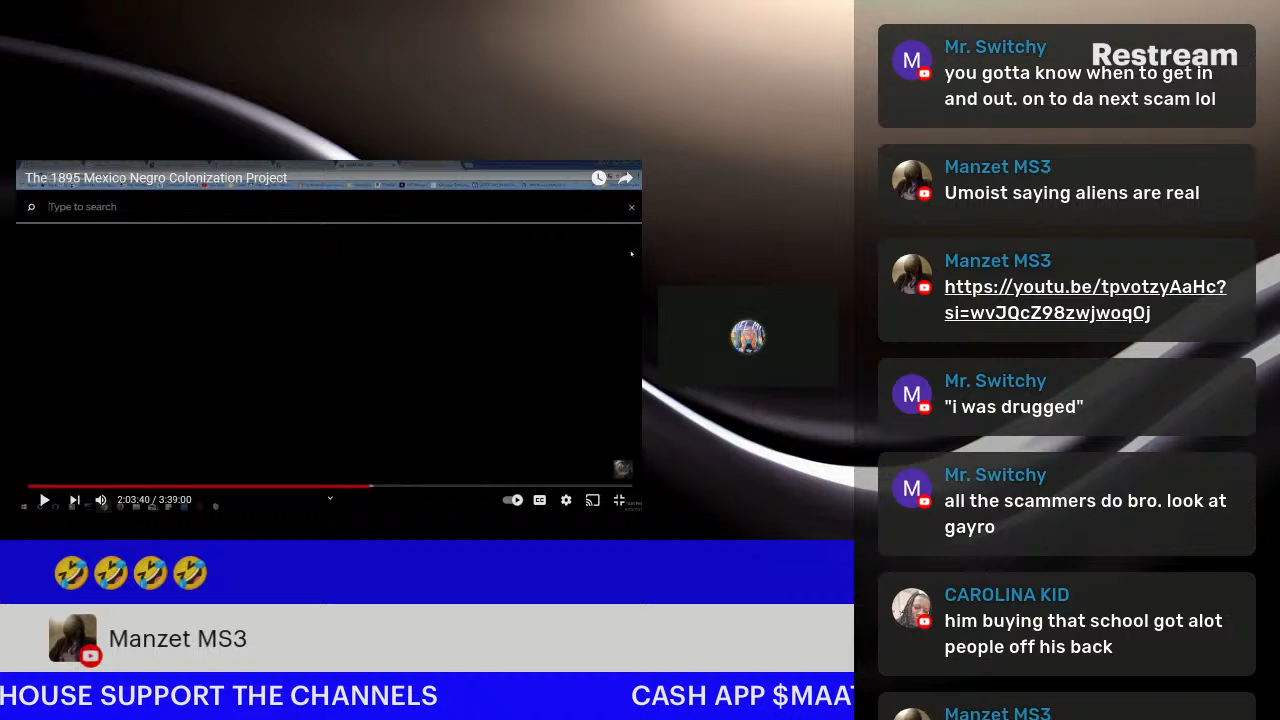 The 1895 Mexico Negro Colonization Project
Type to search
2:03:40 / 3:39:00
CC
Manzet MS3
HOUSE SUPPORT THE CHANNELS
CASH APP $MAAT
Restream
M
Mr. Switchy
you gotta know when to get in
and out. on to da next scam lol
Manzet MS3
Umoist saying aliens are real
Manzet MS3
https://youtu.be/tpvotzyAaHc?
si=wvJQcZ98zwjwoqOj
M
Mr. Switchy
"i was drugged"
M
Mr. Switchy
all the scammers do bro. look at
gayro
CAROLINA KID
him buying that school got alot
people off his back
Manzet MS3